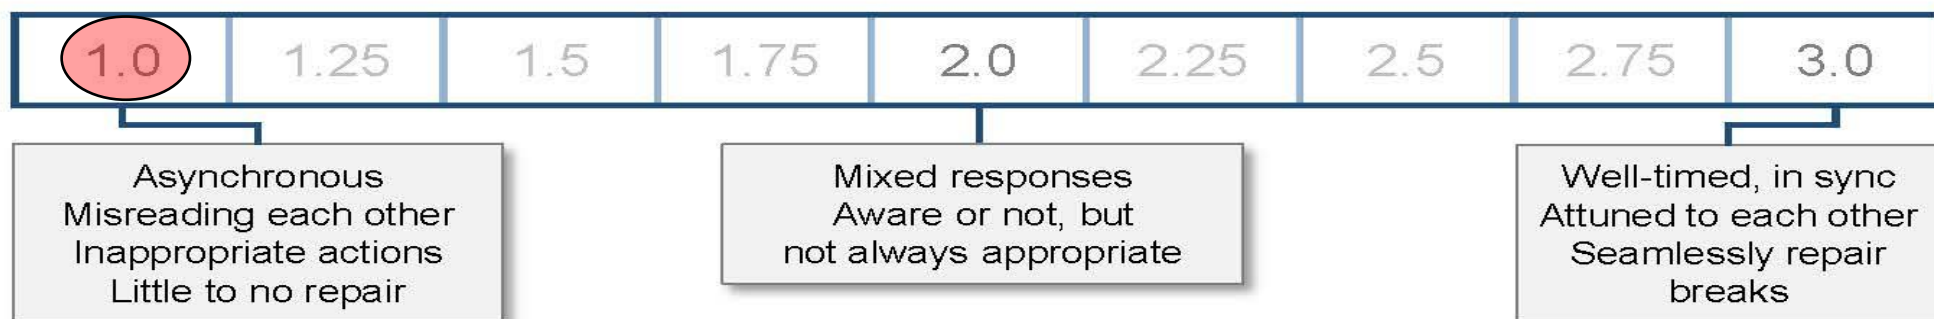 1.0 1.25 1.5 1.75 2.0 2.25 2.5 2.75 3.0
Asynchronous
Misreading each other
Inappropriate actions
Little to no repair
Mixed responses
Aware or not, but
not always appropriate
Well-timed, in sync
Attuned to each other
Seamlessly repair
breaks